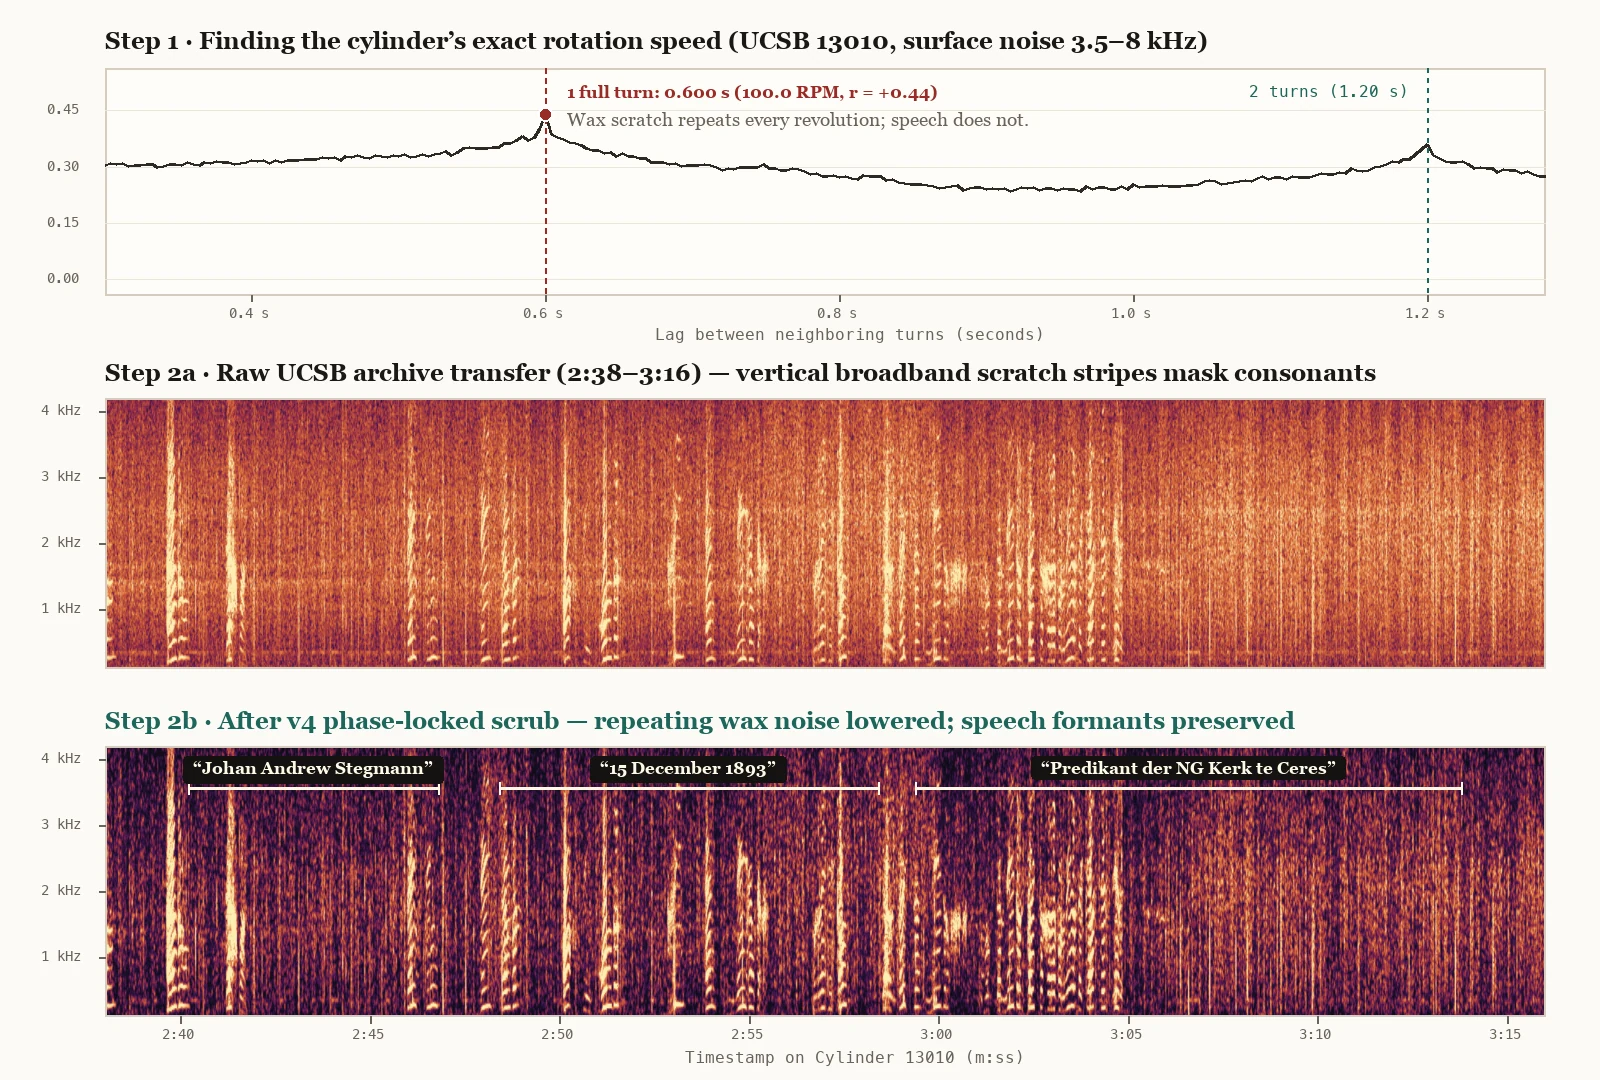 Step 1 · Finding the cylinder’s exact rotation speed (UCSB 13010, surface noise 3.5–8 kHz)
1 full turn: 0.600 s (100.0 RPM, r = +0.44)
2 turns (1.20 s)
Wax scratch repeats every revolution; speech does not.
0.45
0.30
0.15
0.00
0.4 s 0.6 s 0.8 s 1.0 s 1.2 s
Lag between neighboring turns (seconds)
Step 2a · Raw UCSB archive transfer (2:38–3:16) — vertical broadband scratch stripes mask consonants
4 kHz
3 kHz
2 kHz
1 kHz
Step 2b · After v4 phase-locked scrub — repeating wax noise lowered; speech formants preserved
“Johan Andrew Stegmann” “15 December 1893” “Predikant der NG Kerk te Ceres”
4 kHz
3 kHz
2 kHz
1 kHz
2:40 2:45 2:50 2:55 3:00 3:05 3:10 3:15
Timestamp on Cylinder 13010 (m:ss)